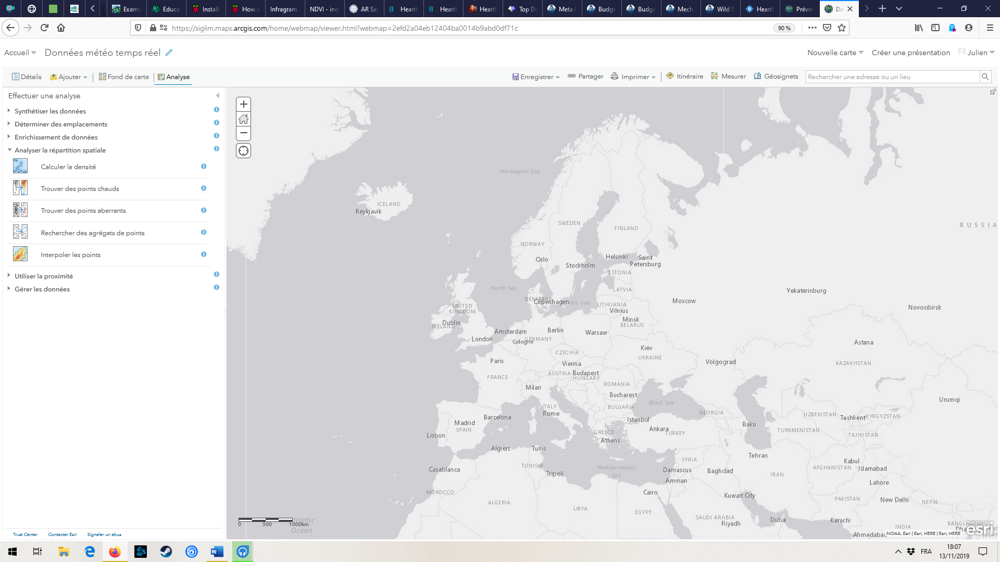 Exami
Educa
Install
How d
Infragram
NDVI - ind
AR Sa
Hearth
Hearth
Hearth
Top De
Meta
Budge
Budge
Mech
Wild S
Hearth
Prévoi
Do
https://siglim.maps.arcgis.com/home/webmap/viewer.html?webmap=2efd2a04eb12404ba0014b9abd0df71c
90 %
Accueil
Données météo temps réel
Nouvelle carte
Créer une présentation
Julien
Détails
Ajouter
Fond de carte
Analyse
Enregistrer
Partager
Imprimer
Itinéraire
Mesurer
Géosignets
Rechercher une adresse ou un lieu
Effectuer une analyse
Synthétiser les données
Déterminer des emplacements
Enrichissement de données
Analyser la répartition spatiale
Calculer la densité
Trouver des points chauds
Trouver des points aberrants
Rechercher des agrégats de points
Interpoler les points
Utiliser la proximité
Gérer les données
Trust Center
Contacter Esri
Signaler un abus
Norwegian Sea
ICELAND
Reykjavík
SWEDEN
FINLAND
RUSSIA
NORWAY
Oslo
Helsinki
Saint
Petersburg
Stockholm
ESTONIA
North Sea
LATVIA
Yekaterinburg
DENMARK
Copenhagen
ltic Sea
Moscow
LITHUANIA
Vilnius
Novosibirsk
UNITED
KINGDOM
Minsk
BELARUS
Dublin
IRELAND
Amsterdam
Berlin
Warsaw
London
Cologne
GERMANY
Astana
Kiev
CZECHIA
UKRAINE
Paris
Vienna
Volgograd
KAZAKHSTAN
FRANCE
AUSTRIA
Budapest
HUNGARY
Milan
ROMANIA
Bucharest
Urumqi
ITALY
Rome
BULGARIA
Black Sea
GEORGIA
UZBEKISTAN
Tashkent
KYRGYZSTAN
Barcelona
Madrid
SPAIN
Istanbul
Baku
Lisbon
GREECE
Ankara
TURKEY
TURKMENISTAN
TAJIKISTAN
Athens
Algiers
Tunis
Tehran
SYRIA
Kabul
TUNISIA
Mediterranean
Sea
AFGHANISTAN
Islamabad
Casablanca
Tripoli
Damascus
Baghdad
IRAN
Amman
Lahore
MOROCCO
Cairo
Kuwait City
PAKISTAN
New Delhi
NEPAL
ALGERIA
LIBYA
EGYPT
SAUDI ARABIA
Riyadh
Dubai
Karachi
INDIA
BANGLA
Dha
Ahmedabad
0
500
1000km
tlantic
Ocean
NOAA, Esri | Esri, HERE | Esri, HERE
POWERED BY
esri
FRA
18:07
13/11/2019